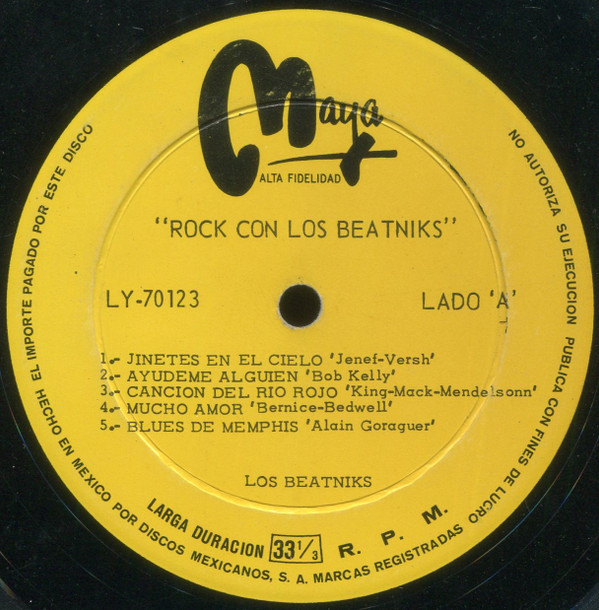 Maya
ALTA FIDELIDAD
"ROCK CON LOS BEATNIKS"
LY-70123
LADO 'A'
1.- JINETES EN EL CIELO 'Jenef-Versh'
2.- AYUDEME ALGUIEN 'Bob Kelly'
3.- CANCION DEL RIO ROJO 'King-Mack-Mendelsonn'
4.- MUCHO AMOR 'Bernice-Bedwell'
5.- BLUES DE MEMPHIS 'Alain Goraguer'
LOS BEATNIKS
LARGA DURACION 33 1/3 R. P. M.
HECHO EN MEXICO POR DISCOS MEXICANOS, S. A. MARCAS REGISTRADAS
EL IMPORTE PAGADO POR ESTE DISCO
NO AUTORIZA SU EJECUCION PUBLICA CON FINES DE LUCRO